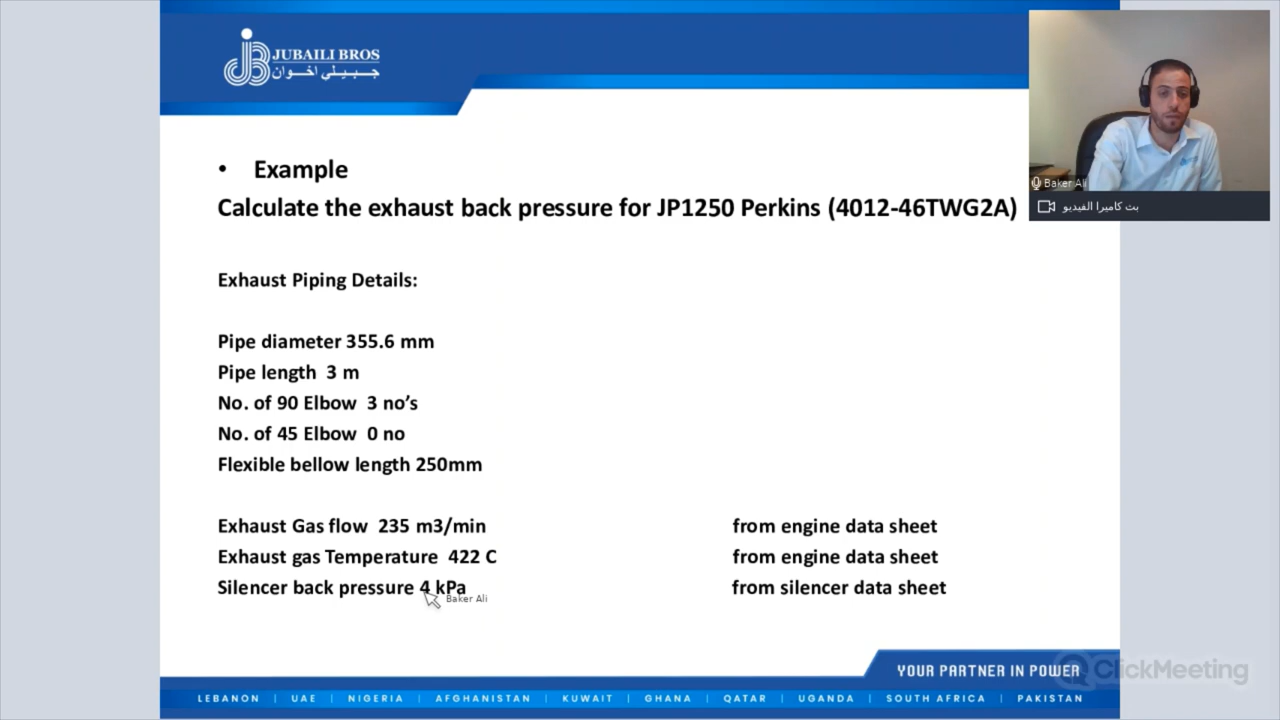 JUBAILI BROS
جبيلي اخوان
Baker Ali
بث كاميرا الفيديو
• Example
Calculate the exhaust back pressure for JP1250 Perkins (4012-46TWG2A)
Exhaust Piping Details:
Pipe diameter 355.6 mm
Pipe length 3 m
No. of 90 Elbow 3 no's
No. of 45 Elbow 0 no
Flexible bellow length 250mm
Exhaust Gas flow 235 m3/min from engine data sheet
Exhaust gas Temperature 422 C from engine data sheet
Silencer back pressure 4 kPa from silencer data sheet
Baker Ali
YOUR PARTNER IN POWER
ClickMeeting
LEBANON | UAE | NIGERIA | AFGHANISTAN | KUWAIT | GHANA | QATAR | UGANDA | SOUTH AFRICA | PAKISTAN